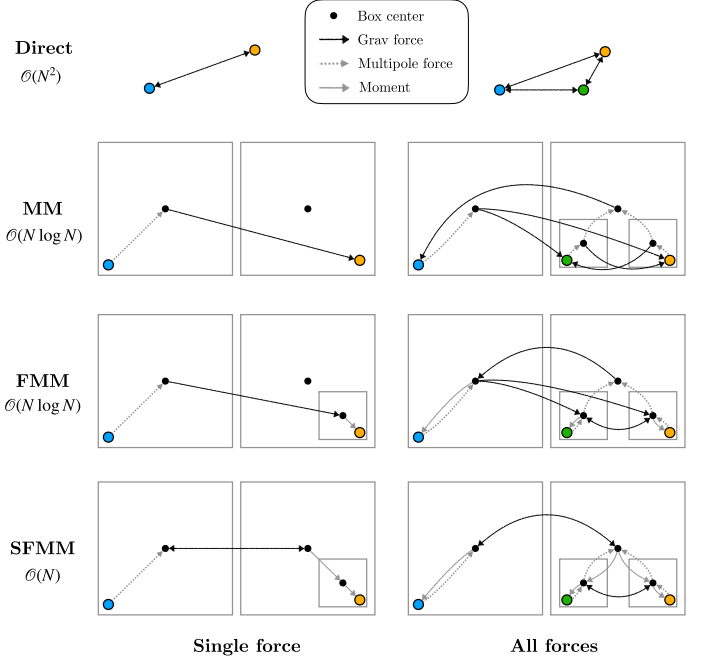 Direct
𝒪(N²)
Box center
Grav force
Multipole force
Moment
MM
𝒪(N log N)
FMM
𝒪(N log N)
SFMM
𝒪(N)
Single force
All forces